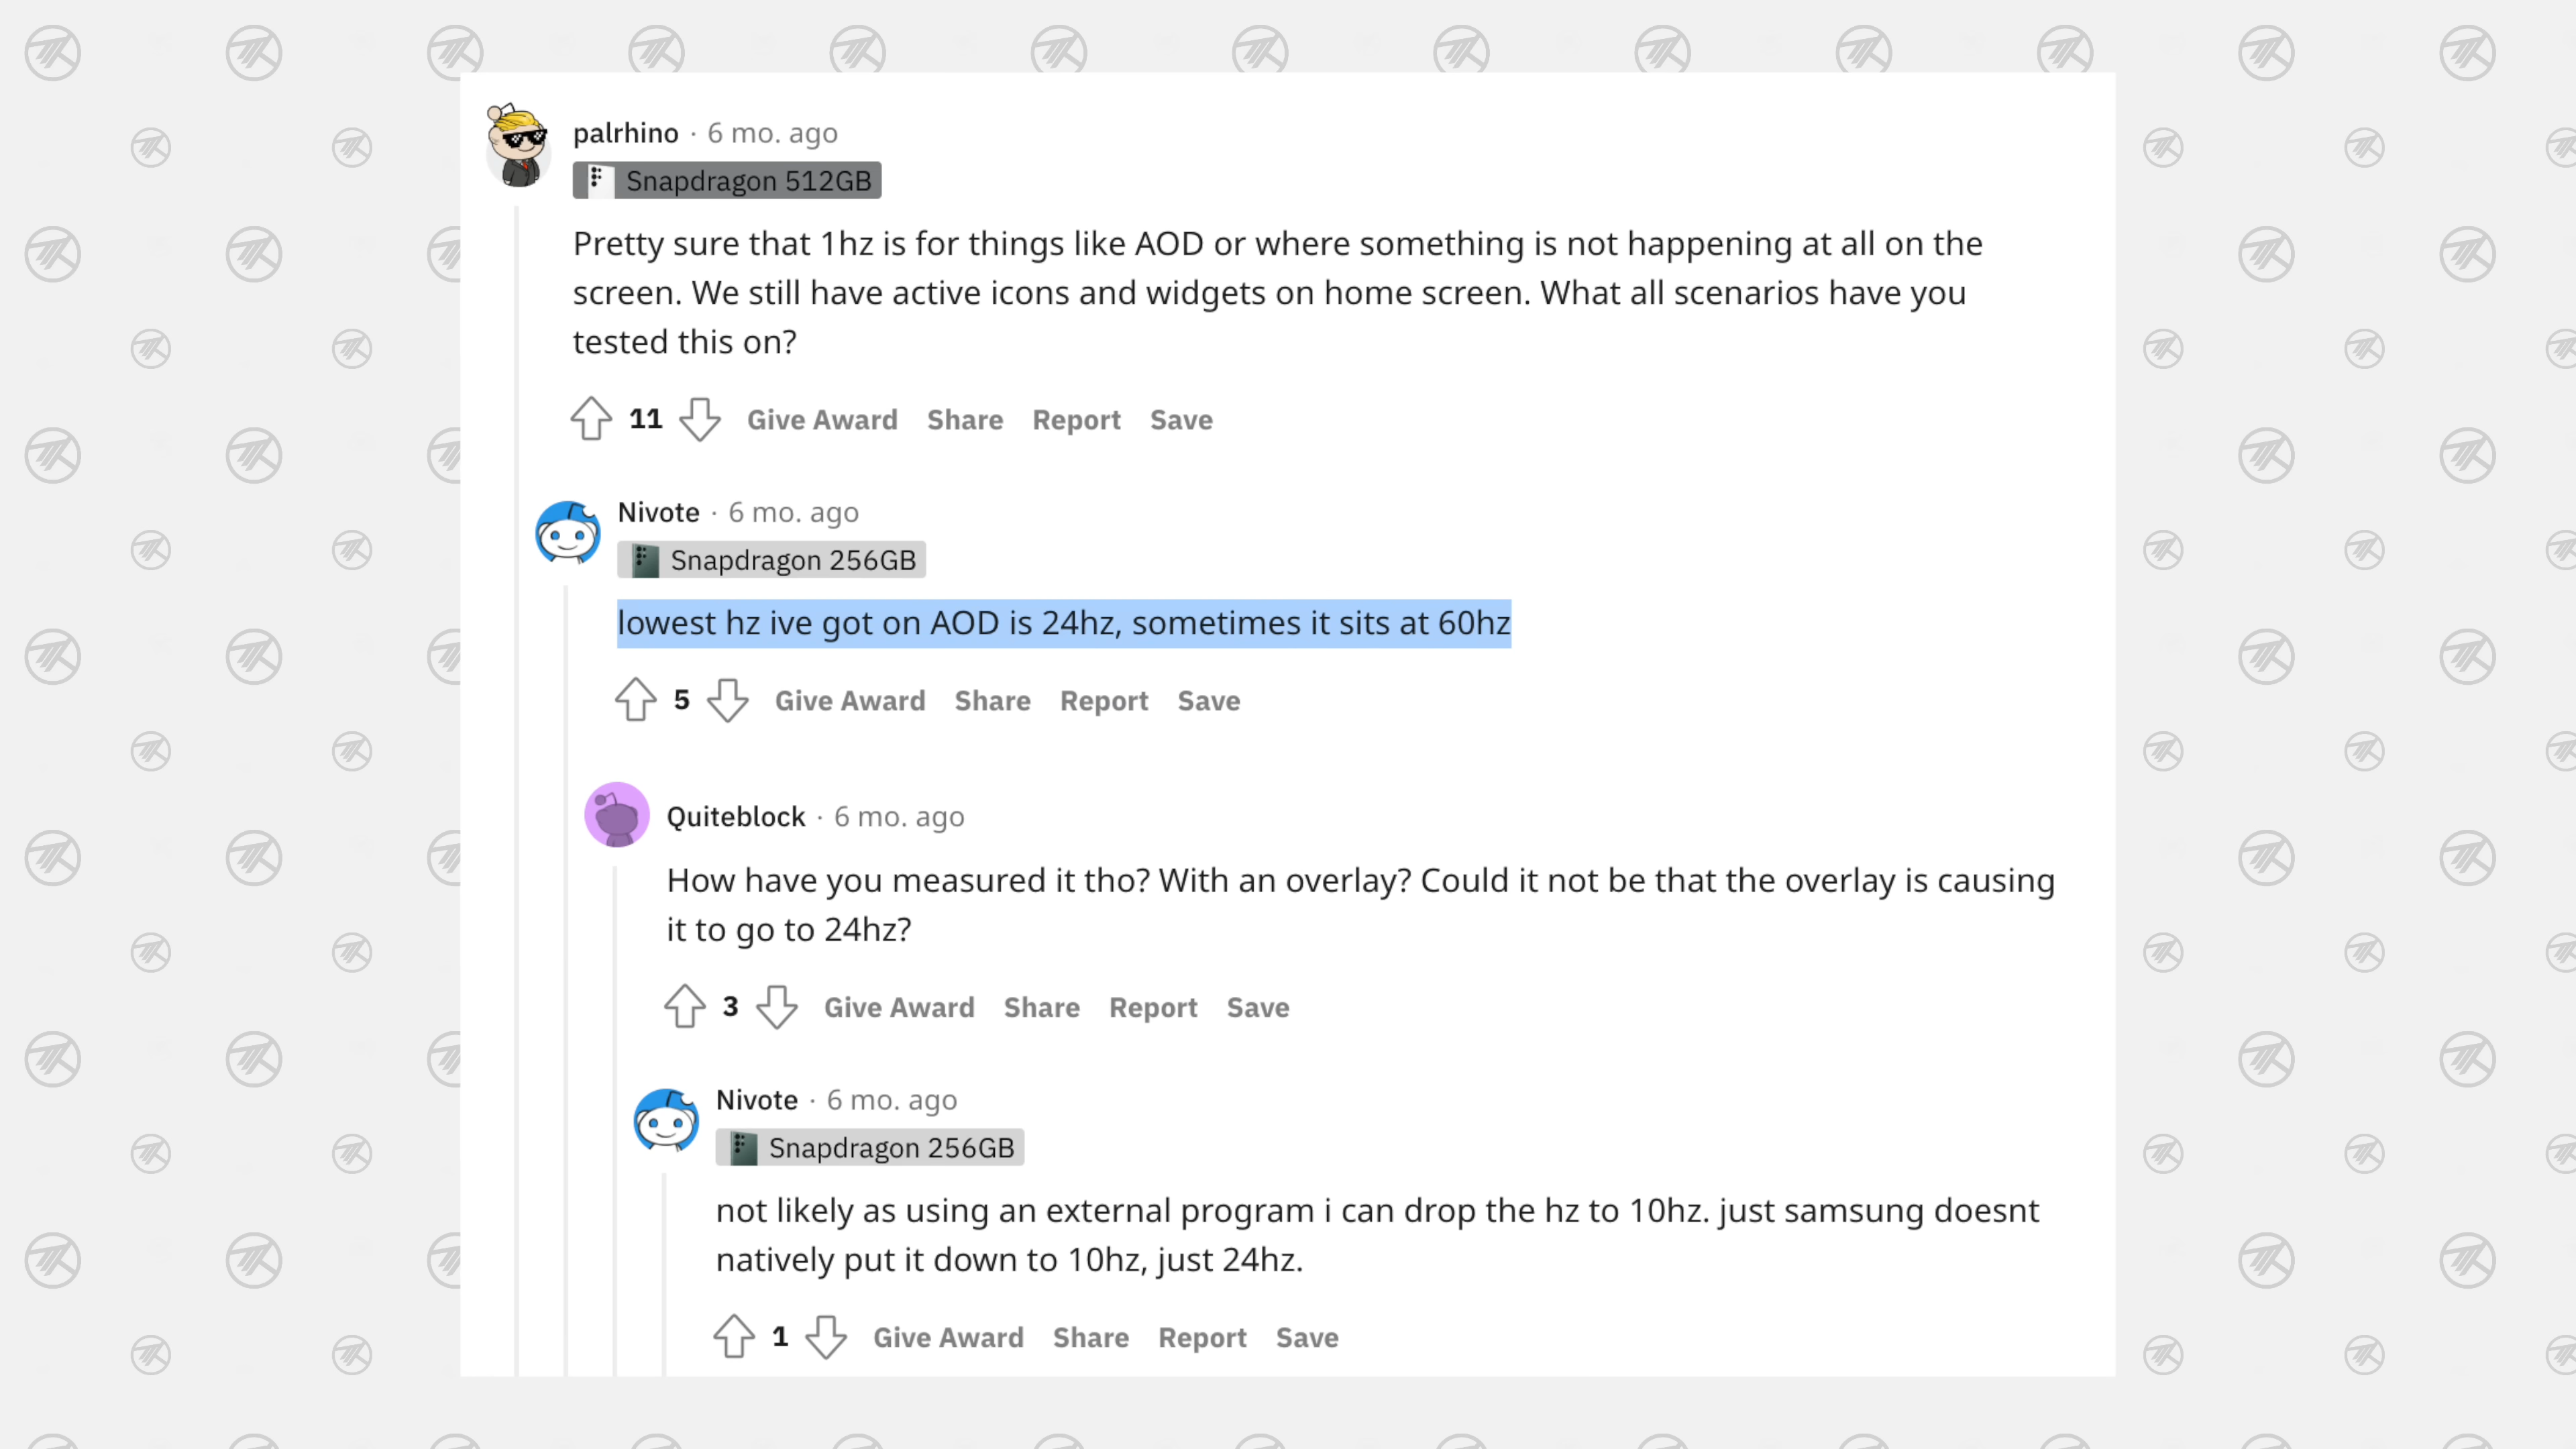 palrhino · 6 mo. ago
Snapdragon 512GB
Pretty sure that 1hz is for things like AOD or where something is not happening at all on the
screen. We still have active icons and widgets on home screen. What all scenarios have you
tested this on?
11 Give Award Share Report Save
Nivote · 6 mo. ago
Snapdragon 256GB
lowest hz ive got on AOD is 24hz, sometimes it sits at 60hz
5 Give Award Share Report Save
Quiteblock · 6 mo. ago
How have you measured it tho? With an overlay? Could it not be that the overlay is causing
it to go to 24hz?
3 Give Award Share Report Save
Nivote · 6 mo. ago
Snapdragon 256GB
not likely as using an external program i can drop the hz to 10hz. just samsung doesnt
natively put it down to 10hz, just 24hz.
1 Give Award Share Report Save